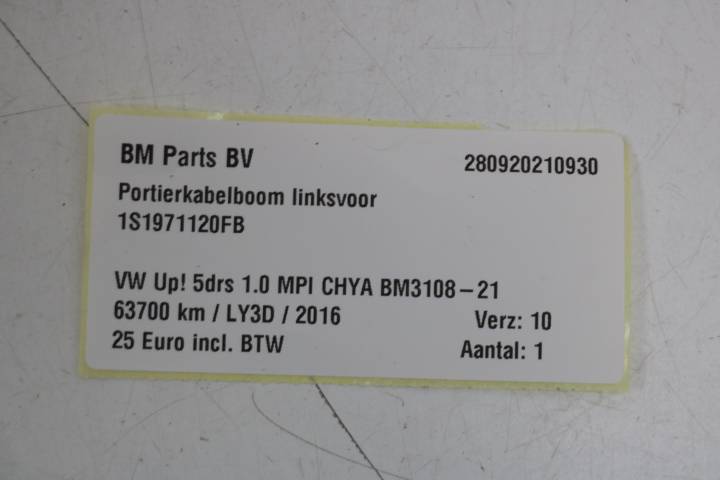 BM Parts BV 280920210930
Portierkabelboom linksvoor
1S1971120FB
VW Up! 5drs 1.0 MPI CHYA BM3108-21
63700 km / LY3D / 2016 Verz: 10
25 Euro incl. BTW Aantal: 1